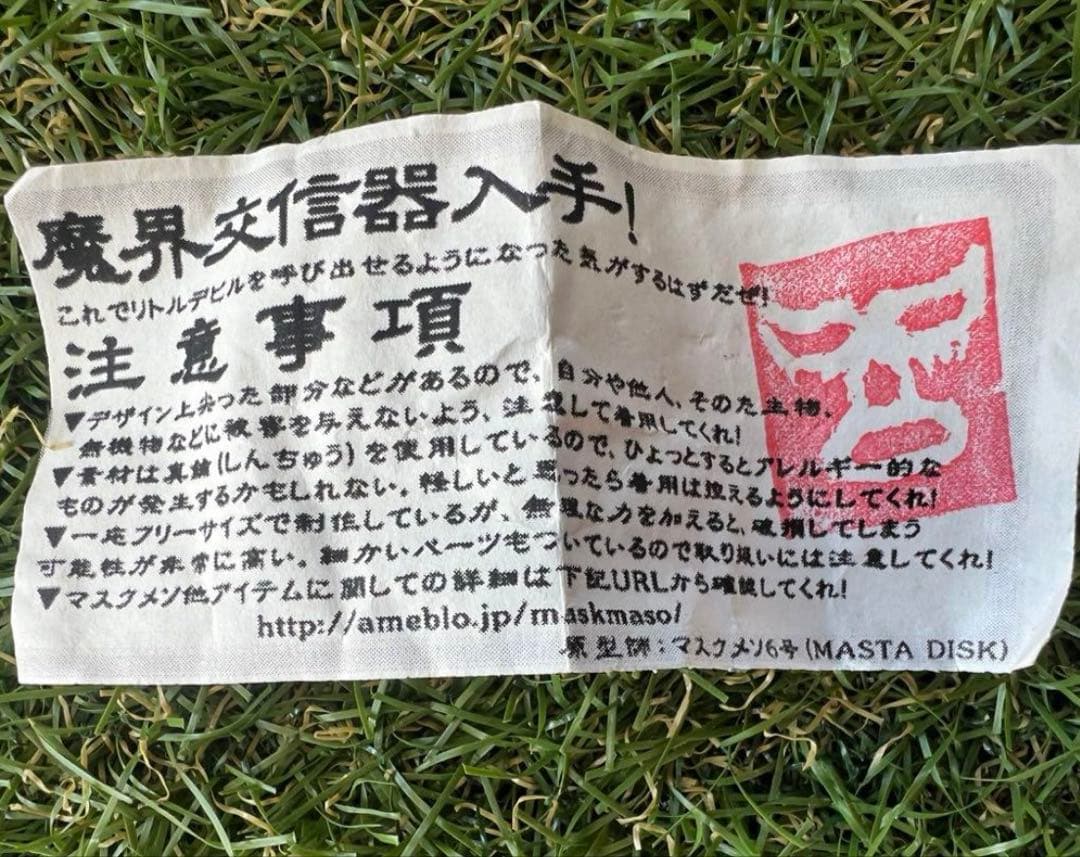 魔界交信器入手!
これでリトルデビルを呼び出せるようになった気がするはずだぜ!
注意事項
▼デザイン上尖った部分などがあるので、自分や他人、そのた生物、
無機物などに被害を与えないよう、注意して着用してくれ!
▼素材は真鍮(しんちゅう)を使用しているので、ひょっとするとアレルギー的な
ものが発生するかもしれない。怪しいと思ったら着用は控えるようにしてくれ!
▼一応フリーサイズで制作しているが、無理な力を加えると、破損してしまう
可能性が非常に高い。細かいパーツもついているので取り扱いには注意してくれ!
▼マスクメソ他アイテムに関しての詳細は下記URLから確認してくれ!
http://ameblo.jp/maskmaso/
原型師:マスクメソ6号(MASTA DISK)